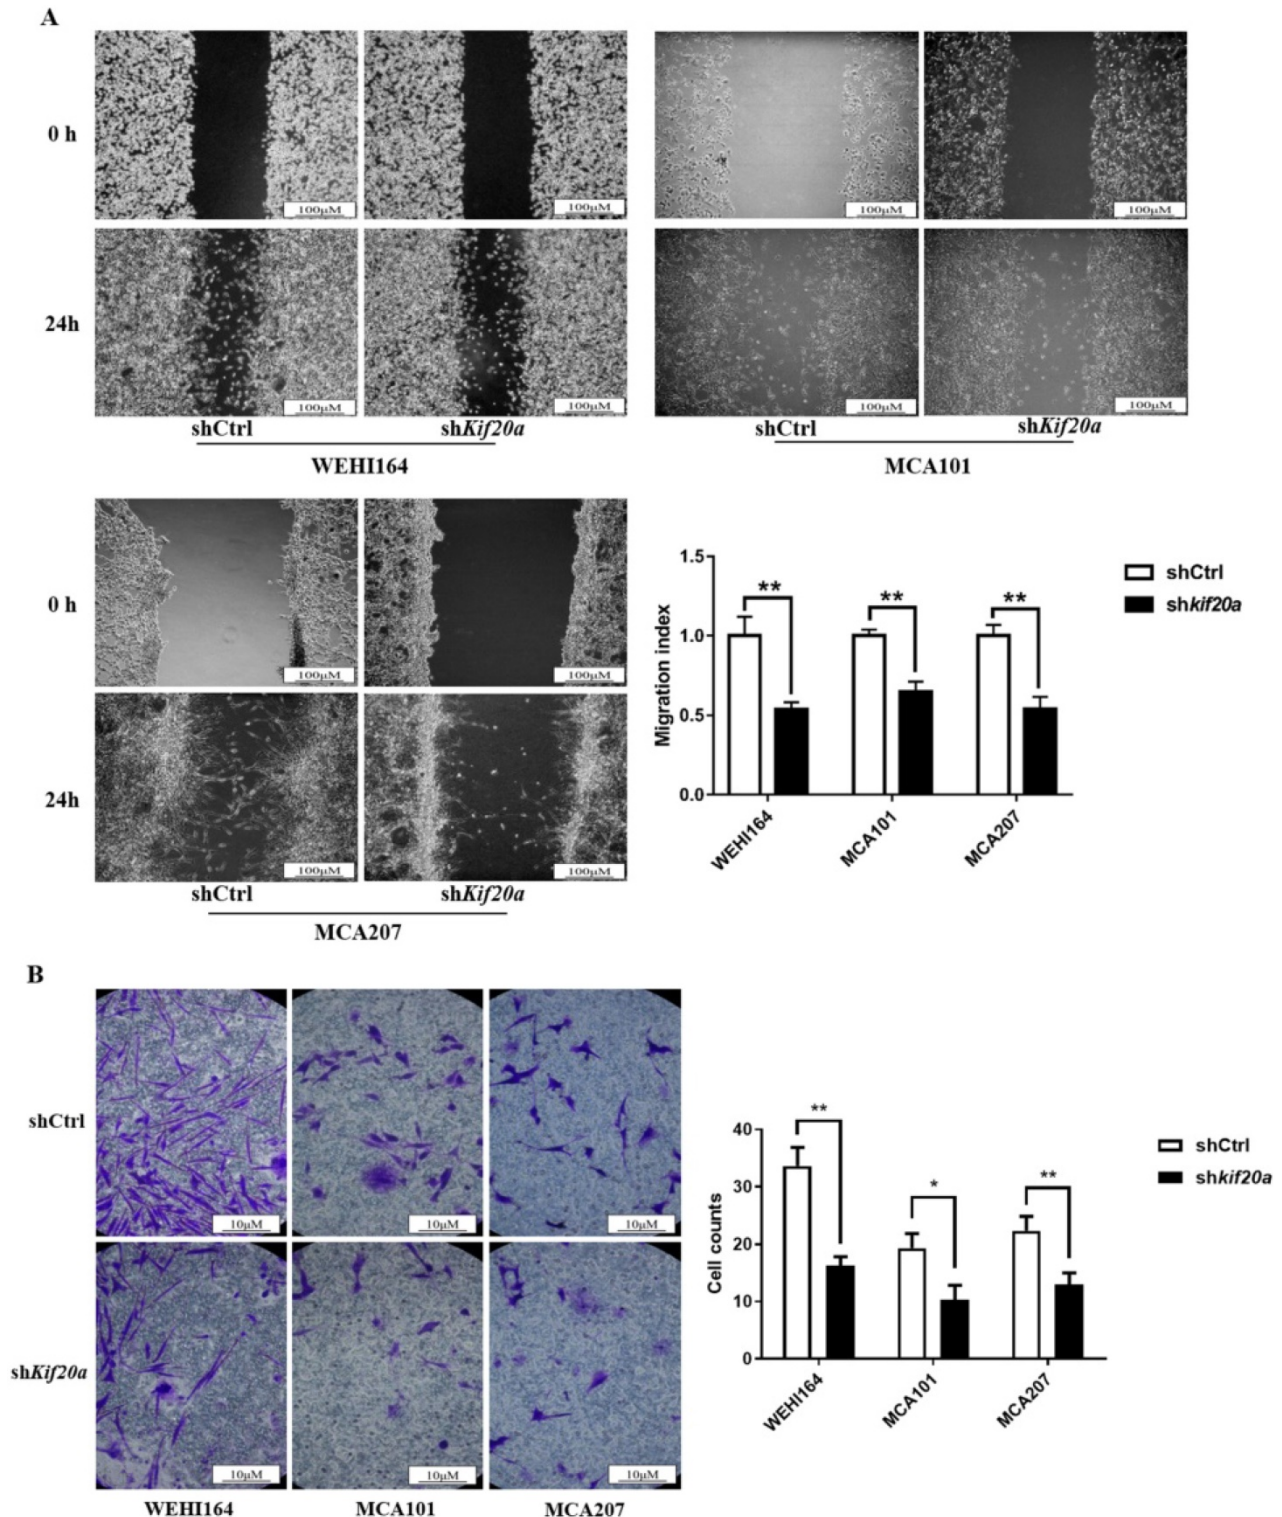 A
0 h
100μM 100μM 100μM 100μM
24h
100μM 100μM 100μM 100μM
shCtrl shKif20a shCtrl shKif20a
WEHI164 MCA101
0 h
100μM 100μM
24h
100μM 100μM
shCtrl shKif20a
MCA207
Migration index
1.5
1.0
0.5
0.0
** ** **
WEHI164 MCA101 MCA207
shCtrl
shkif20a
B
shCtrl
10μM 10μM 10μM
shKif20a
10μM 10μM 10μM
WEHI164 MCA101 MCA207
Cell counts
40
30
20
10
0
** * **
WEHI164 MCA101 MCA207
shCtrl
shkif20a